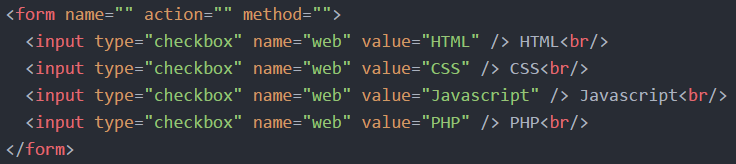 <form name="" action="" method="">
<input type="checkbox" name="web" value="HTML" /> HTML<br/>
<input type="checkbox" name="web" value="CSS" /> CSS<br/>
<input type="checkbox" name="web" value="Javascript" /> Javascript<br/>
<input type="checkbox" name="web" value="PHP" /> PHP<br/>
</form>